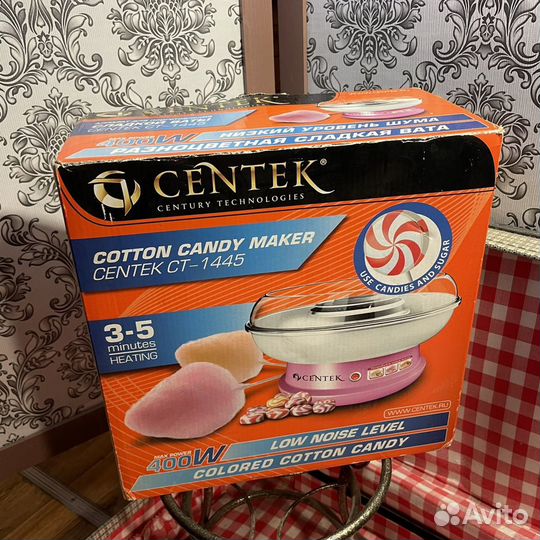 400W
НИЗКИЙ УРОВЕНЬ ШУМА
РАЗНОЦВЕТНАЯ СЛАДКАЯ ВАТА
CENTEK®
CENTURY TECHNOLOGIES
COTTON CANDY MAKER
CENTEK CT-1445
USE CANDIES AND SUGAR
3-5
minutes
HEATING
CENTEK
WWW.CENTEK.RU
MAX POWER
400W
LOW NOISE LEVEL
COLORED COTTON CANDY
Avito